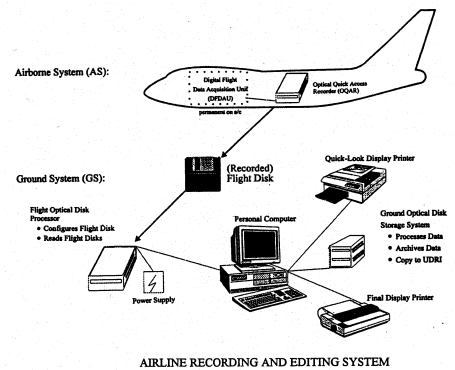 Airborne System (AS):
Digital Flight
Data Acquisition Unit
(DFDAU)
permanent on a/c
Optical Quick Access
Recorder (OQAR)
Ground System (GS):
(Recorded)
Flight Disk
Quick-Look Display Printer
Flight Optical Disk
Processor
• Configures Flight Disk
• Reads Flight Disks
Power Supply
Personal Computer
Ground Optical Disk
Storage System
• Processes Data
• Archives Data
• Copy to UDRI
Final Display Printer
AIRLINE RECORDING AND EDITING SYSTEM